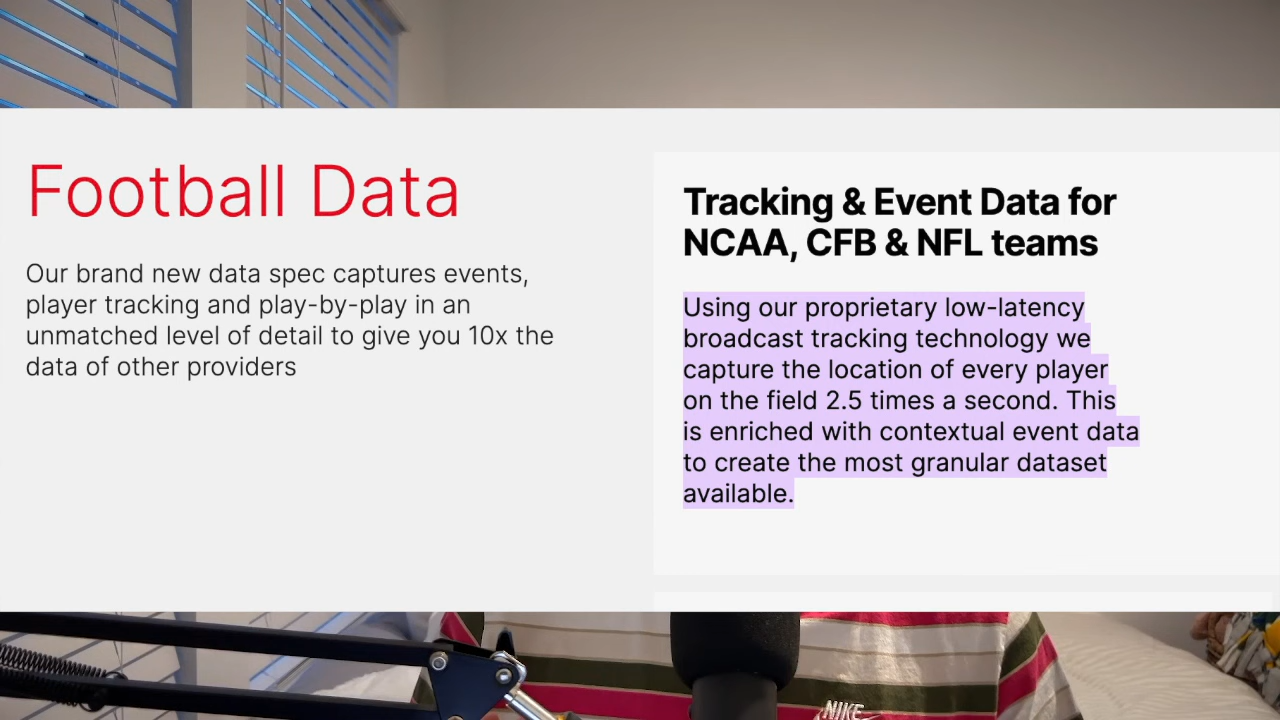 Football Data
Our brand new data spec captures events,
player tracking and play-by-play in an
unmatched level of detail to give you 10x the
data of other providers
Tracking & Event Data for
NCAA, CFB & NFL teams
Using our proprietary low-latency
broadcast tracking technology we
capture the location of every player
on the field 2.5 times a second. This
is enriched with contextual event data
to create the most granular dataset
available.
NIKE